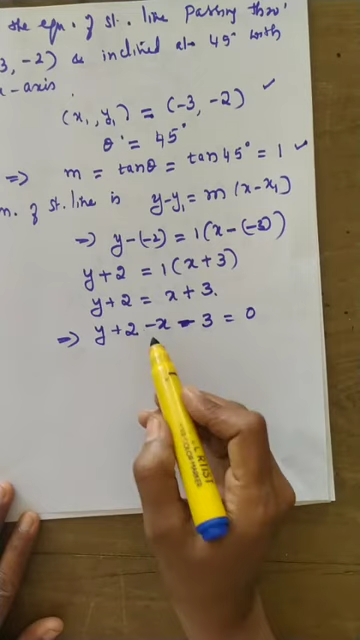 the eqn. of st. line passing thro'
3, -2) & inclined at 45° with
-axis.
(x₁, y₁) = (-3, -2) ✓
θ = 45°
⇒ m = tanθ = tan45° = 1 ✓
n. of st. line is y-y₁ = m(x-x₁)
⇒ y-(-2) = 1(x-(-3))
y+2 = 1(x+3)
y+2 = x+3.
⇒ y+2-x-3 = 0
ARTIST